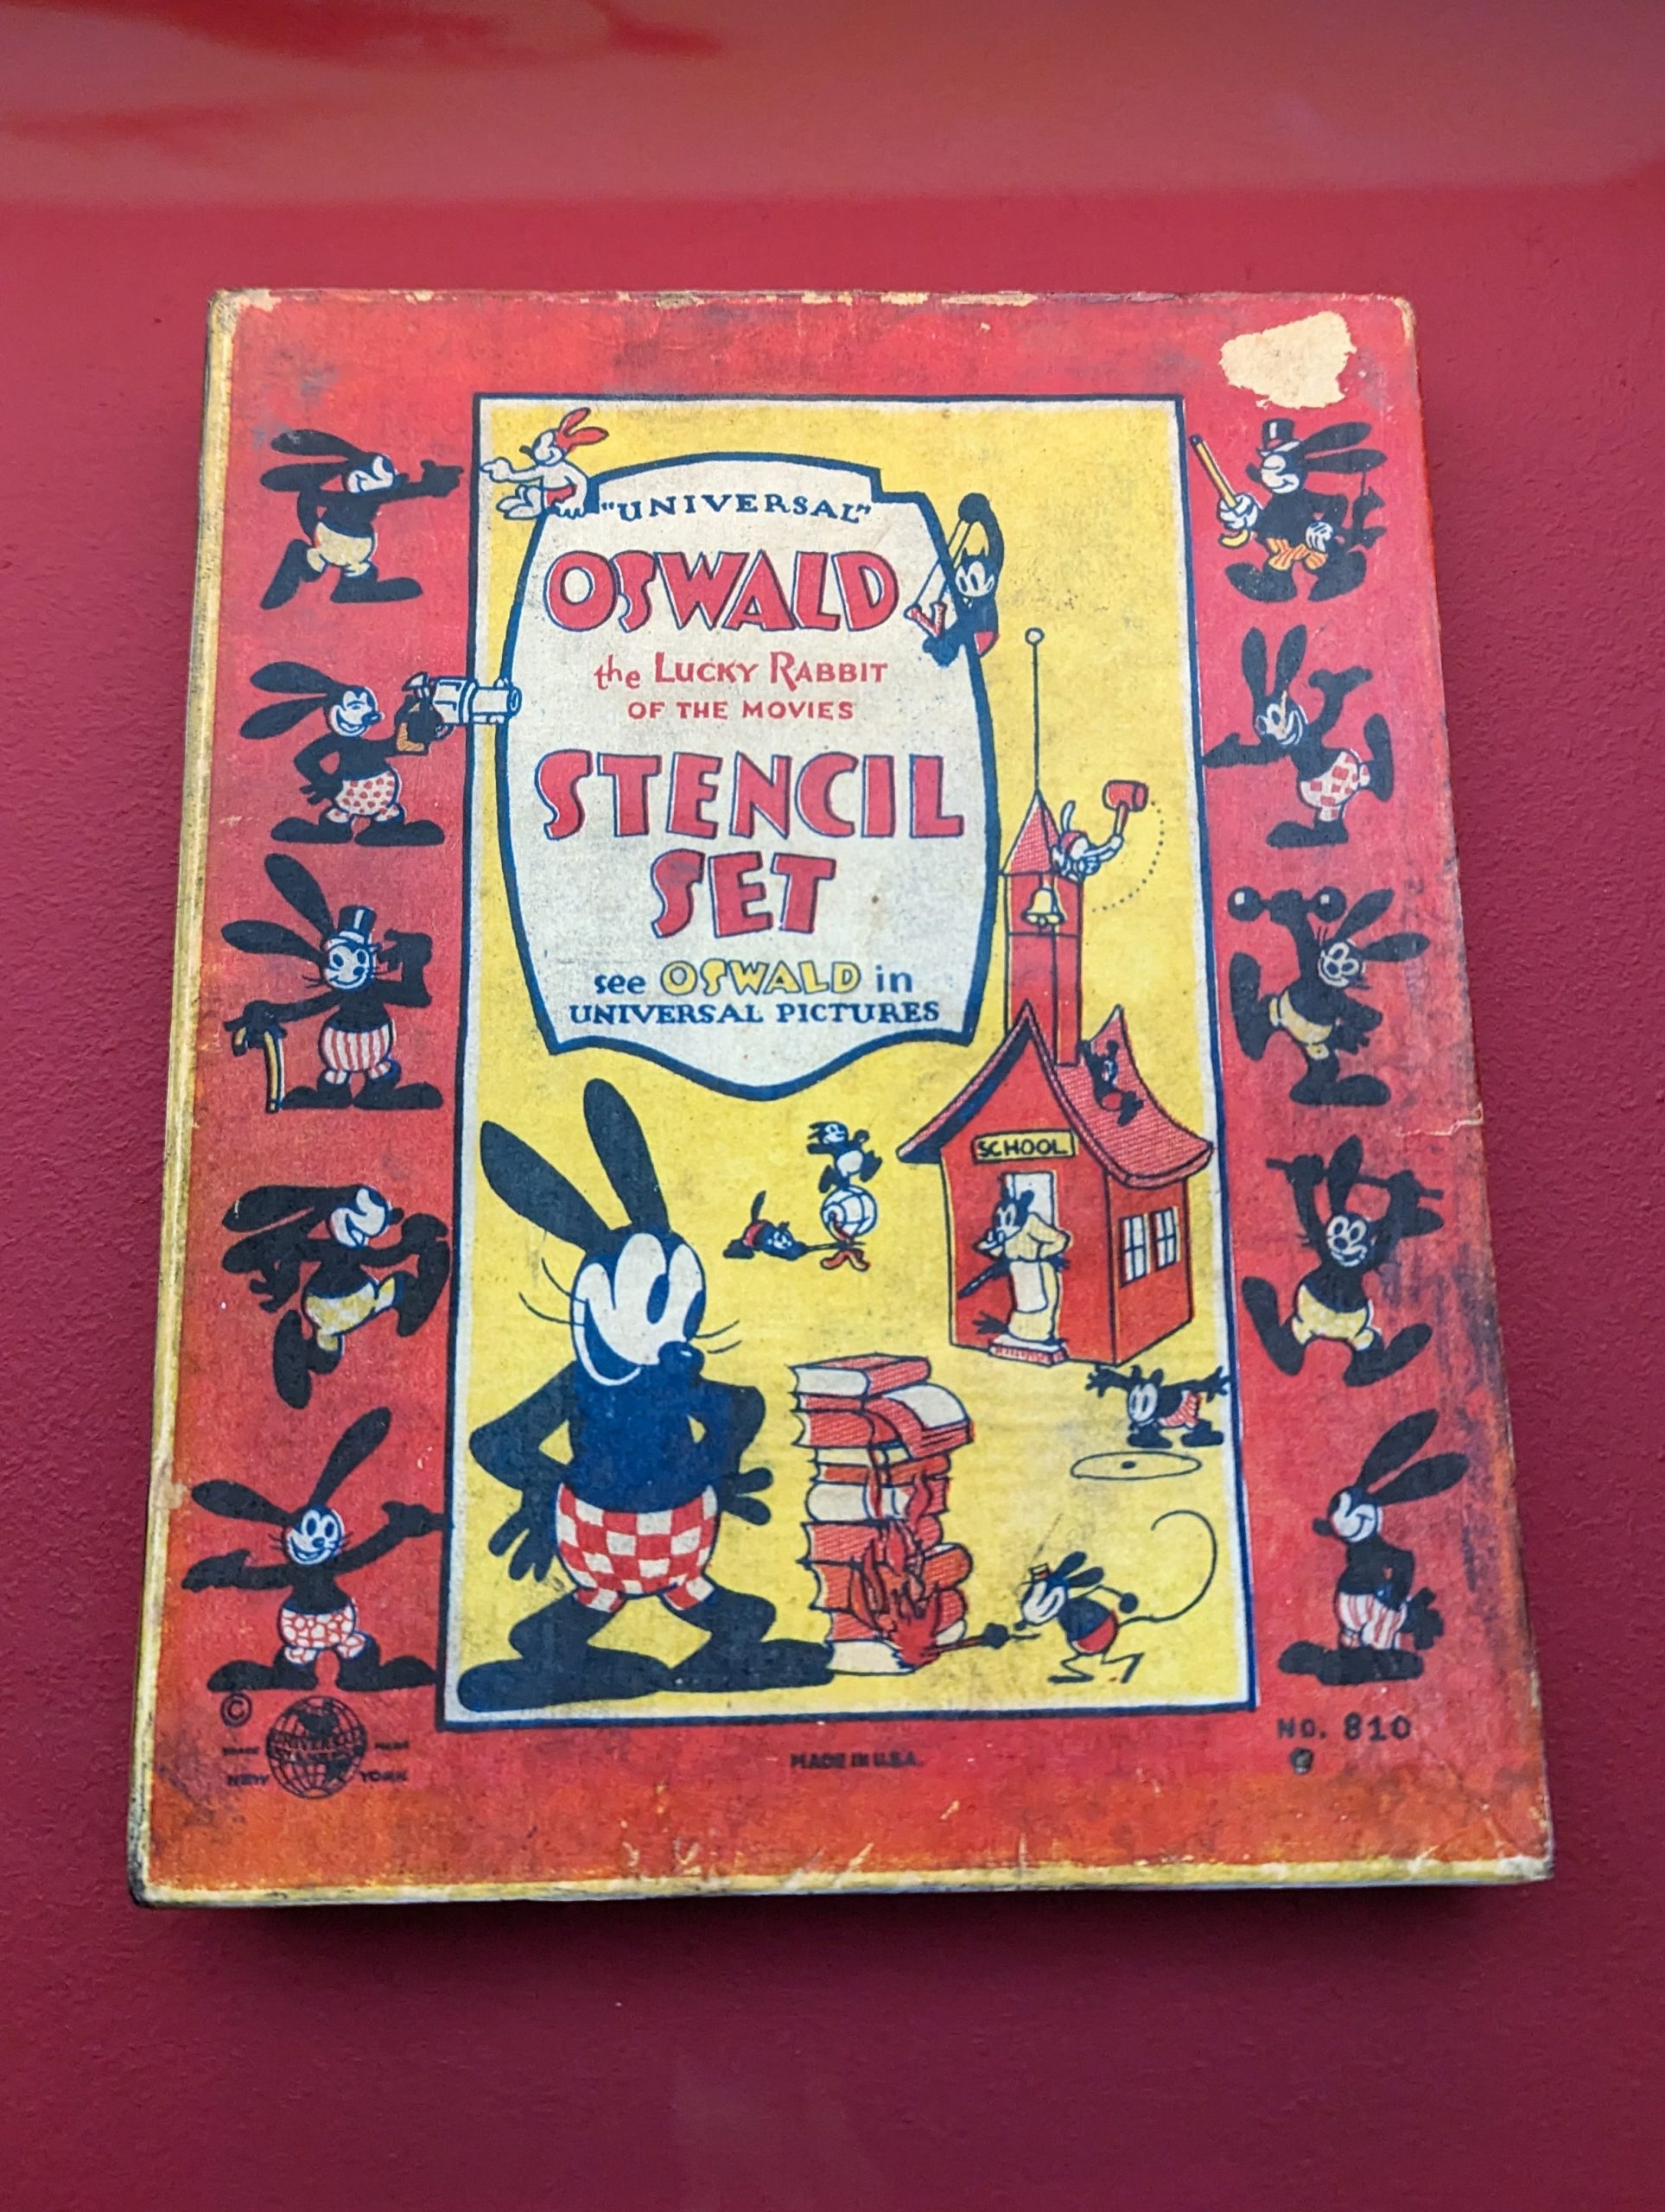 "UNIVERSAL"
OSWALD
the LUCKY RABBIT
OF THE MOVIES
STENCIL
SET
see OSWALD in
UNIVERSAL PICTURES
SCHOOL
©
UNIVERSAL
NEW YORK
MADE IN U.S.A.
NO. 810